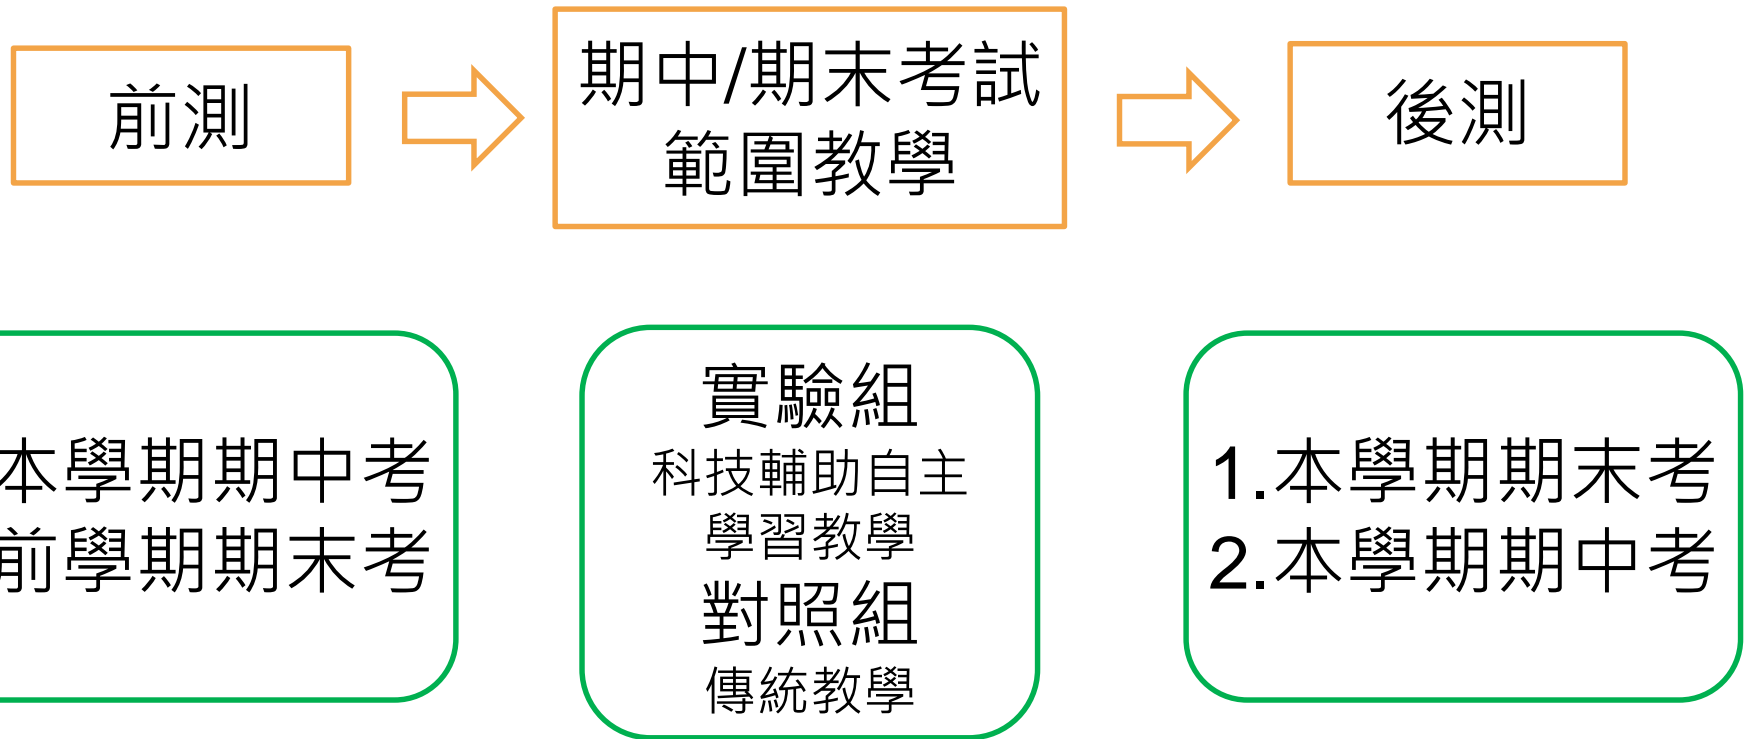 前測
期中/期末考試
範圍教學
後測
本學期期中考
前學期期末考
實驗組
科技輔助自主
學習教學
對照組
傳統教學
1.本學期期末考
2.本學期期中考